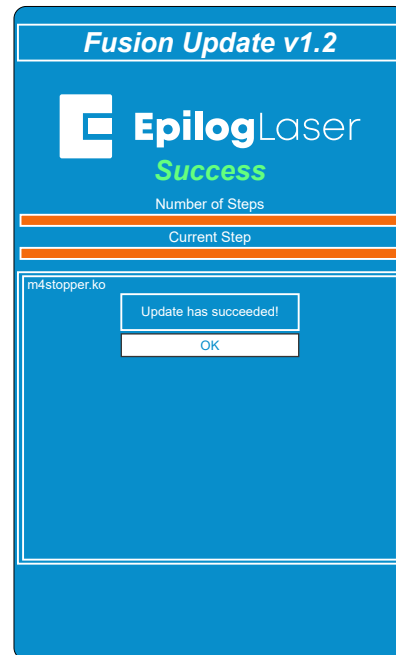 Fusion Update v1.2
EpilogLaser
Success
Number of Steps
Current Step
m4stopper.ko
Update has succeeded!
OK